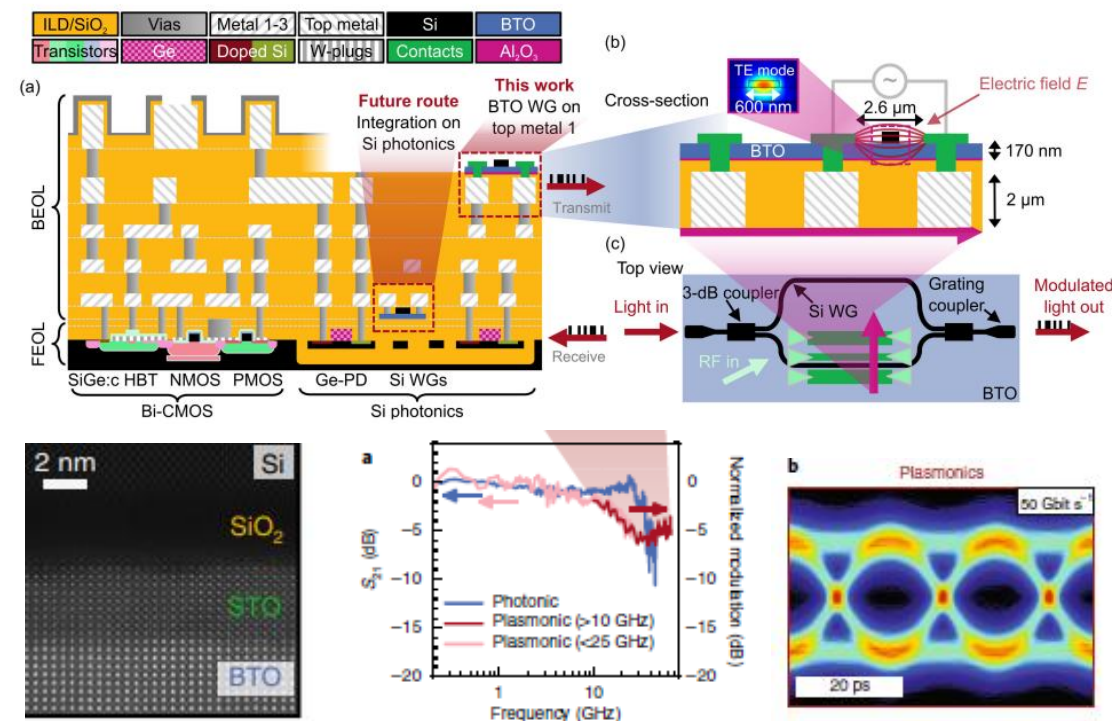 ILD/SiO₂ Vias Metal 1-3 Top metal Si BTO
Transistors Ge Doped Si W-plugs Contacts Al₂O₃
(a)
Future route
Integration on
Si photonics
This work
BTO WG on
top metal 1
BEOL
FEOL
Transmit
Receive
SiGe:c HBT NMOS PMOS Ge-PD Si WGs
Bi-CMOS Si photonics
(b)
Cross-section
TE mode
600 nm
~
2.6 µm
Electric field E
BTO
170 nm
2 µm
(c)
Top view
Light in
3-dB coupler
Si WG
Grating
coupler
Modulated
light out
RF in
BTO
2 nm
Si
SiO₂
STO
BTO
a
S₂₁ (dB)
0
−5
−10
−15
−20
Photonic
Plasmonic (>10 GHz)
Plasmonic (<25 GHz)
0
−5
−10
−15
−20
Normalized modulation (dB)
1 10
Frequency (GHz)
b
Plasmonics
50 Gbit s⁻¹
20 ps